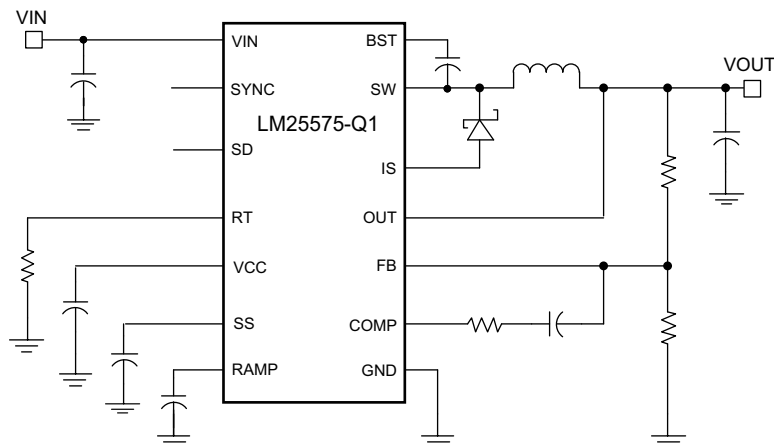 VIN
VOUT
VIN
SYNC
SD
RT
VCC
SS
RAMP
LM25575-Q1
BST
SW
IS
OUT
FB
COMP
GND